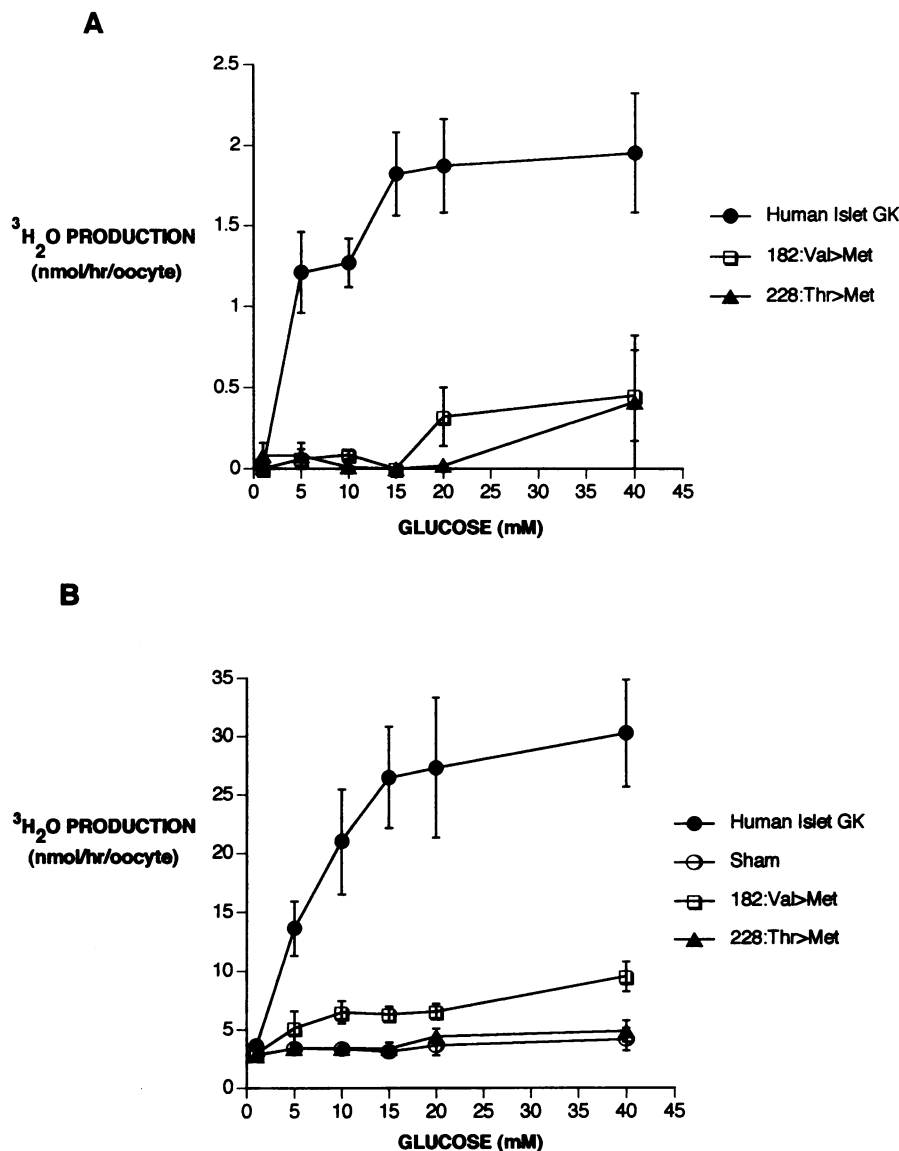 A
2.5
2
1.5
1
0.5
0
0 5 10 15 20 25 30 35 40 45
GLUCOSE (mM)
³H₂O PRODUCTION
(nmol/hr/oocyte)
Human Islet GK
182:Val>Met
228:Thr>Met
B
35
30
25
20
15
10
5
0
0 5 10 15 20 25 30 35 40 45
GLUCOSE (mM)
³H₂O PRODUCTION
(nmol/hr/oocyte)
Human Islet GK
Sham
182:Val>Met
228:Thr>Met